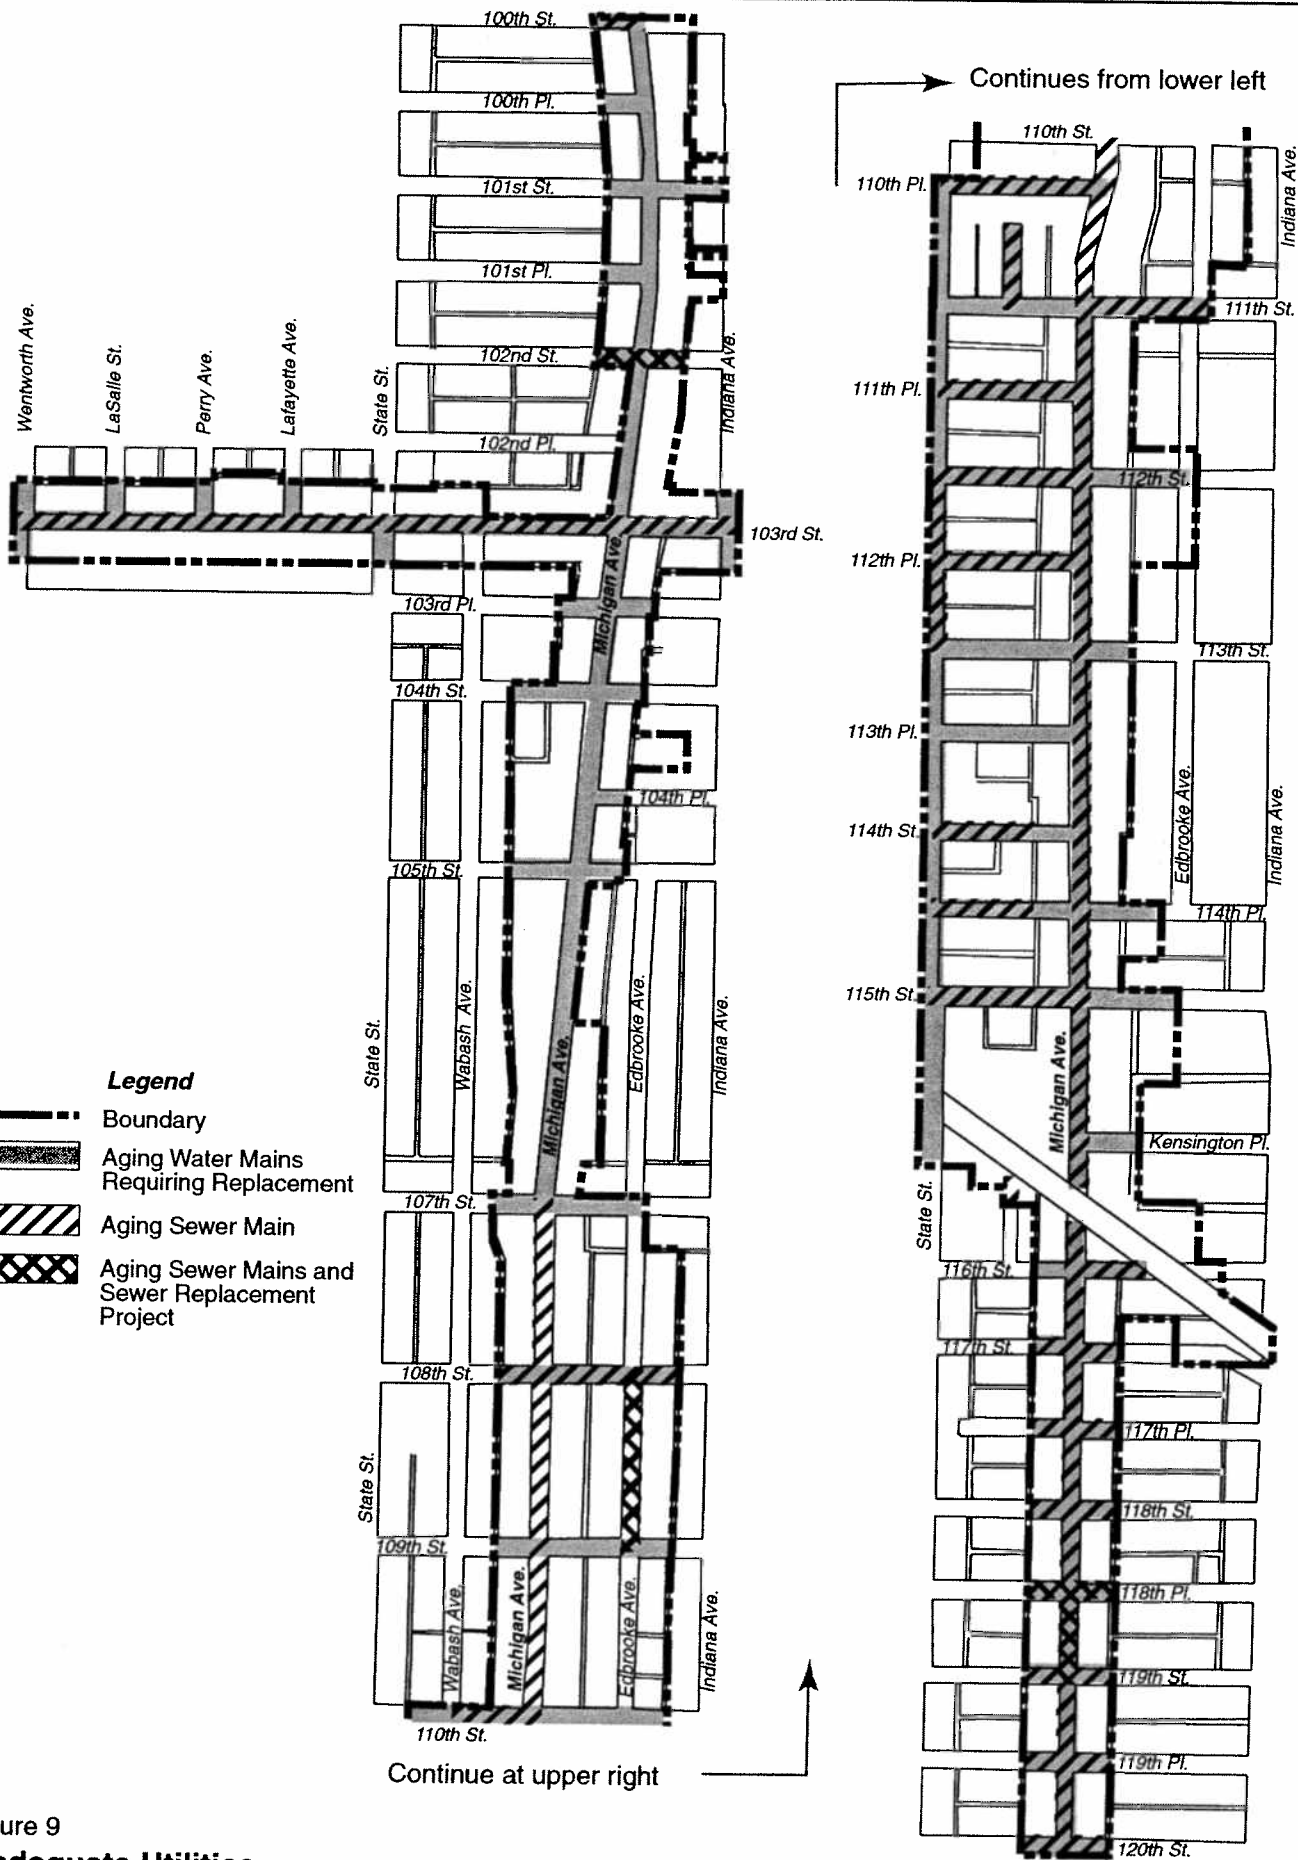 100th St.
100th Pl.
101st St.
101st Pl.
102nd St.
102nd Pl.
Wentworth Ave.
LaSalle St.
Perry Ave.
Lafayette Ave.
State St.
Indiana Ave.
103rd St.
Michigan Ave.
103rd Pl.
104th St.
104th Pl.
105th St.
State St.
Wabash Ave.
Michigan Ave.
Edbrooke Ave.
Indiana Ave.
107th St.
108th St.
State St.
109th St.
Wabash Ave.
Michigan Ave.
Edbrooke Ave.
Indiana Ave.
110th St.
Continue at upper right
Legend
Boundary
Aging Water Mains
Requiring Replacement
Aging Sewer Main
Aging Sewer Mains and
Sewer Replacement
Project
Continues from lower left
110th St.
110th Pl.
Indiana Ave.
111th St.
111th Pl.
112th St.
112th Pl.
113th St.
113th Pl.
Edbrooke Ave.
Indiana Ave.
114th St.
114th Pl.
115th St.
Michigan Ave.
Kensington Pl.
State St.
116th St.
117th St.
117th Pl.
118th St.
118th Pl.
119th St.
119th Pl.
120th St.
ure 9